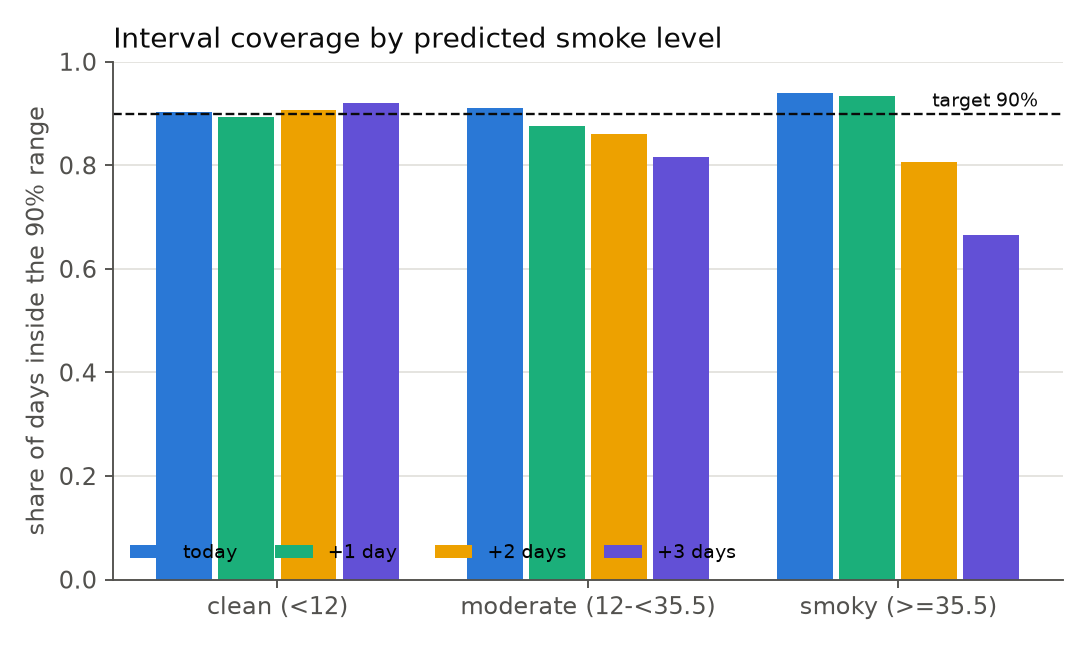 Interval coverage by predicted smoke level
share of days inside the 90% range
1.0
0.8
0.6
0.4
0.2
0.0
target 90%
today
+1 day
+2 days
+3 days
clean (<12)
moderate (12-<35.5)
smoky (>=35.5)